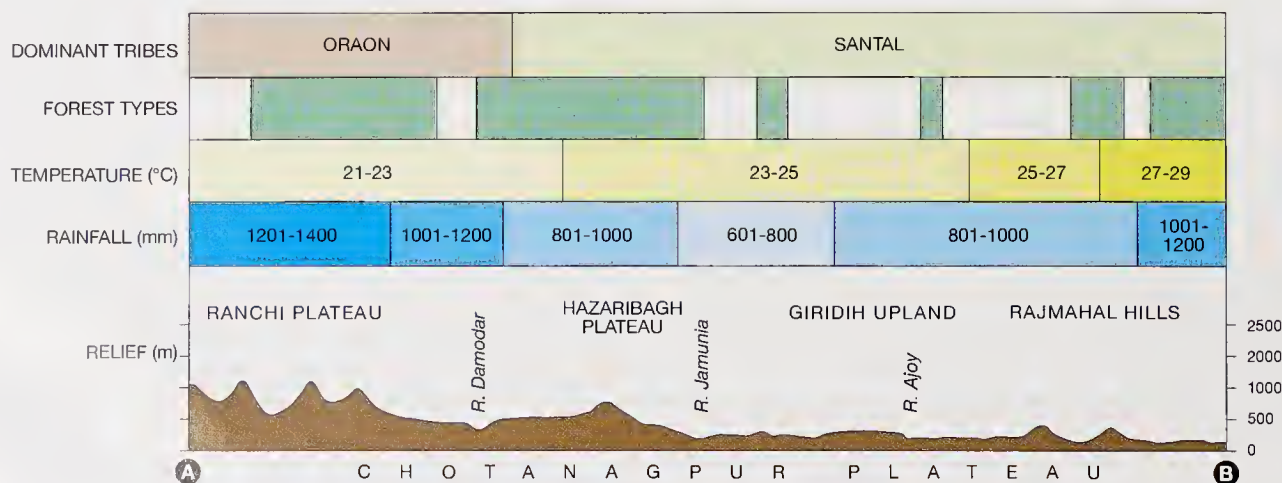 DOMINANT TRIBES ORAON SANTAL
FOREST TYPES
TEMPERATURE (°C) 21-23 23-25 25-27 27-29
RAINFALL (mm) 1201-1400 1001-1200 801-1000 601-800 801-1000 1001-
1200
RANCHI PLATEAU HAZARIBAGH PLATEAU GIRIDIH UPLAND RAJMAHAL HILLS
RELIEF (m)
R. Damodar
R. Jamunia
R. Ajoy
2500
2000
1000
500
0
A CHOTANAGPUR PLATEAU B